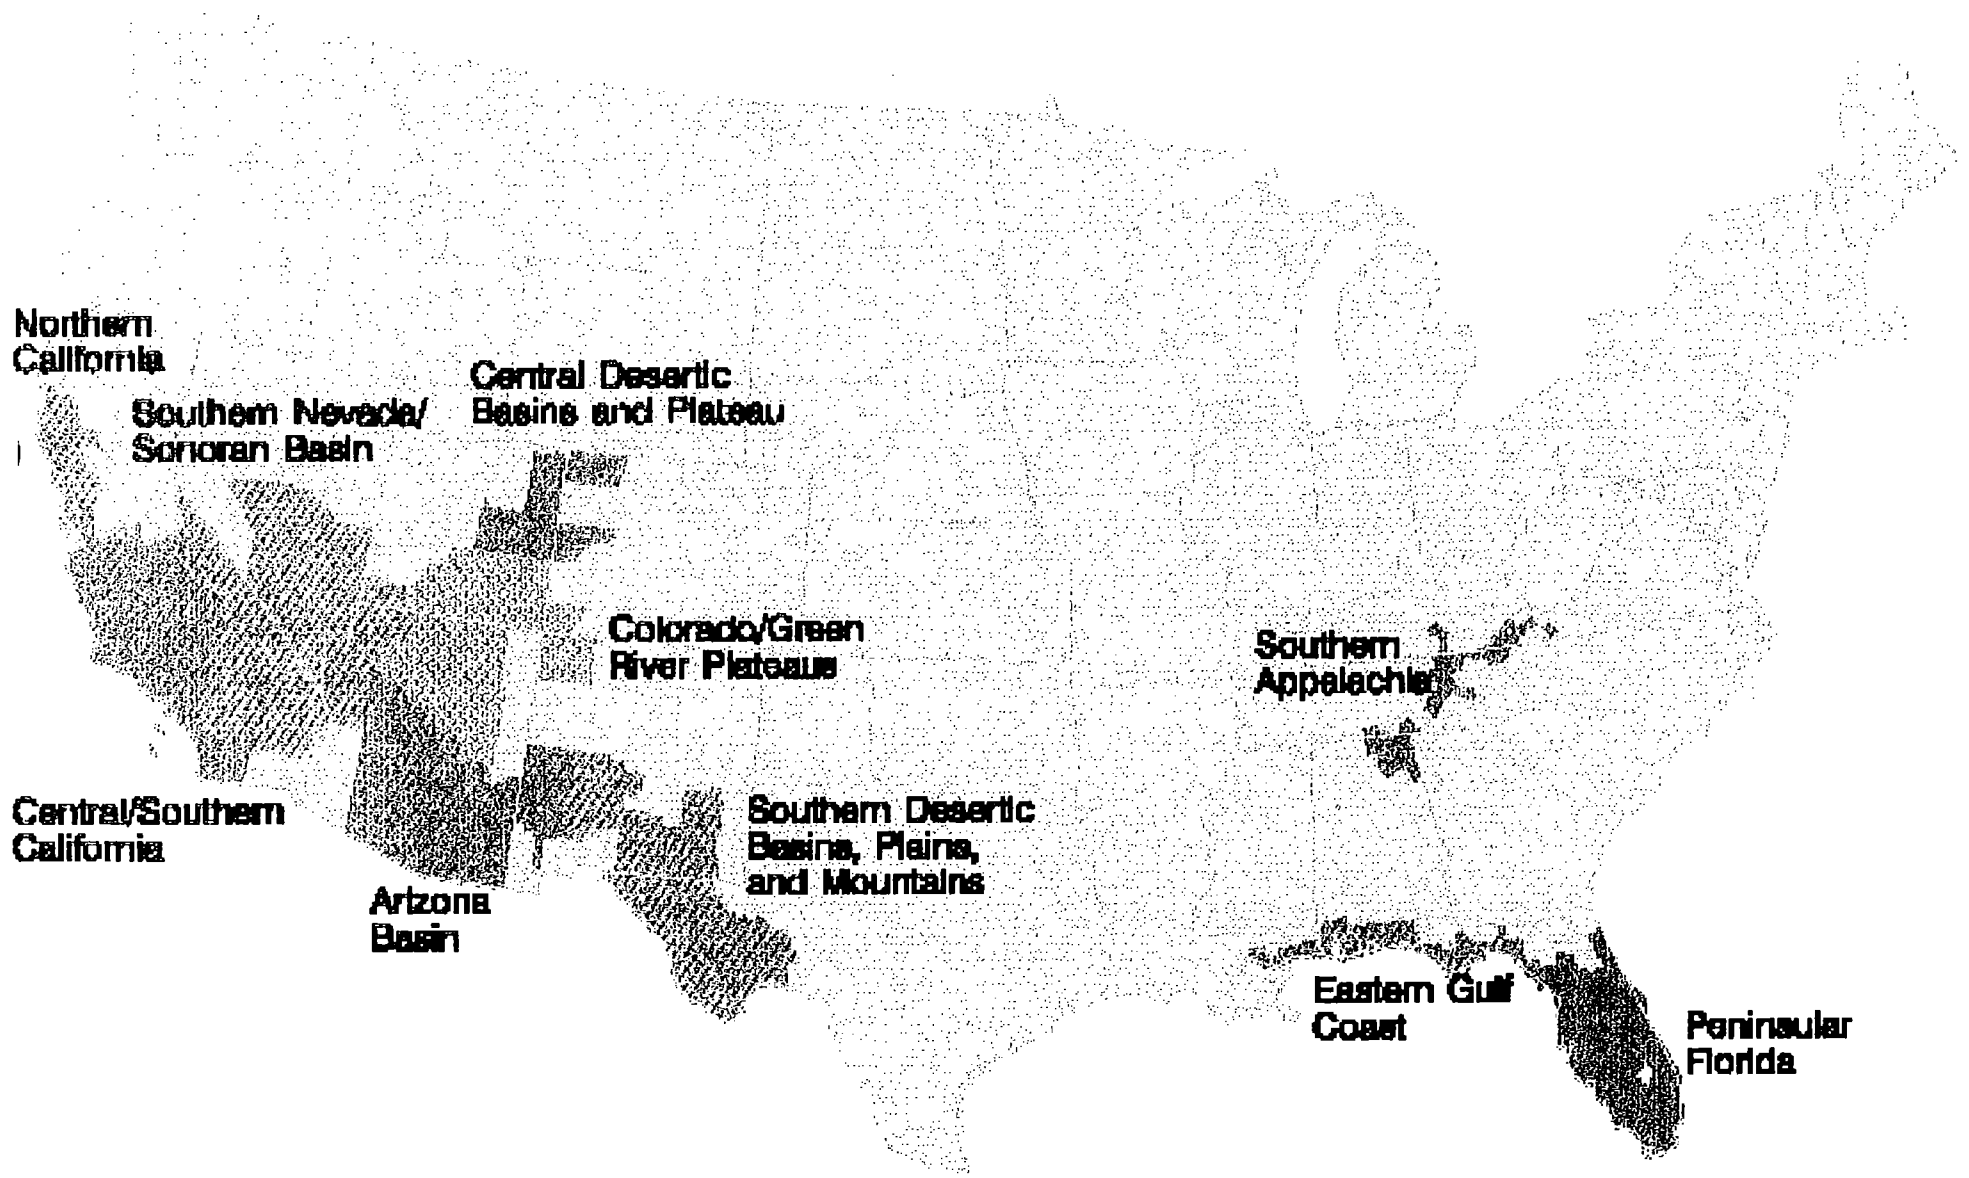 Northern
California
Southern Nevada/
Sonoran Basin
Central Desertic
Basins and Plateau
Colorado/Green
River Plateaus
Southern
Appalachia
Central/Southern
California
Southern Desertic
Basins, Plains,
and Mountains
Arizona
Basin
Eastern Gulf
Coast
Peninsular
Florida